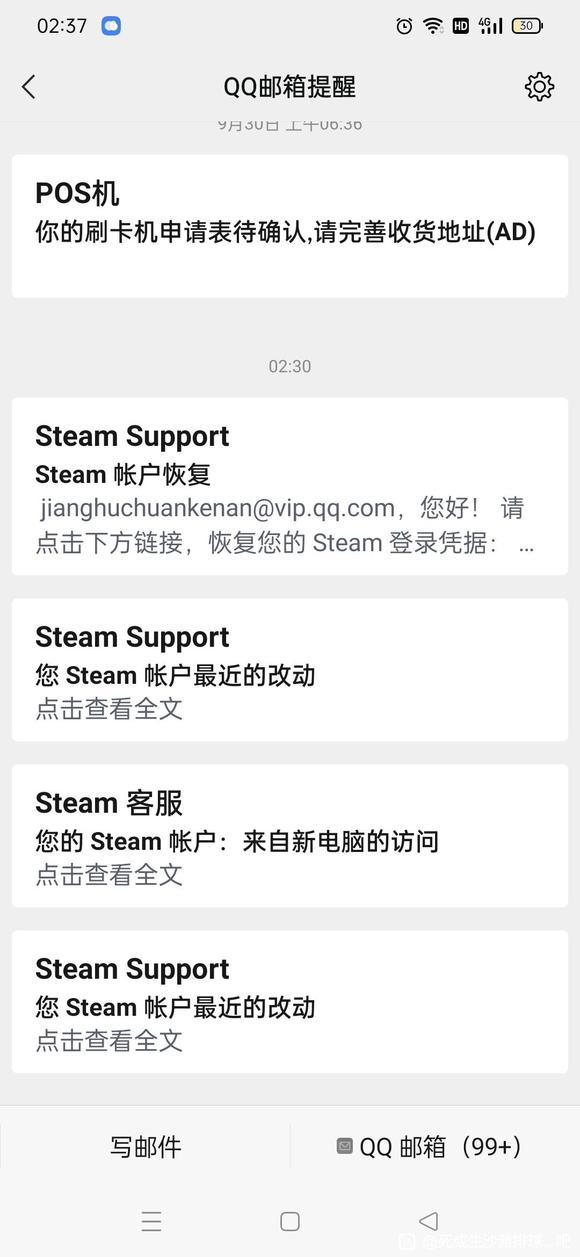 02:37
HD 4G 30
QQ邮箱提醒
9月30日 上午06:36
POS机
你的刷卡机申请表待确认,请完善收货地址(AD)
02:30
Steam Support
Steam 帐户恢复
jianghuchuankenan@vip.qq.com，您好！ 请
点击下方链接，恢复您的 Steam 登录凭据： ...
Steam Support
您 Steam 帐户最近的改动
点击查看全文
Steam 客服
您的 Steam 帐户：来自新电脑的访问
点击查看全文
Steam Support
您 Steam 帐户最近的改动
点击查看全文
写邮件
QQ 邮箱（99+）